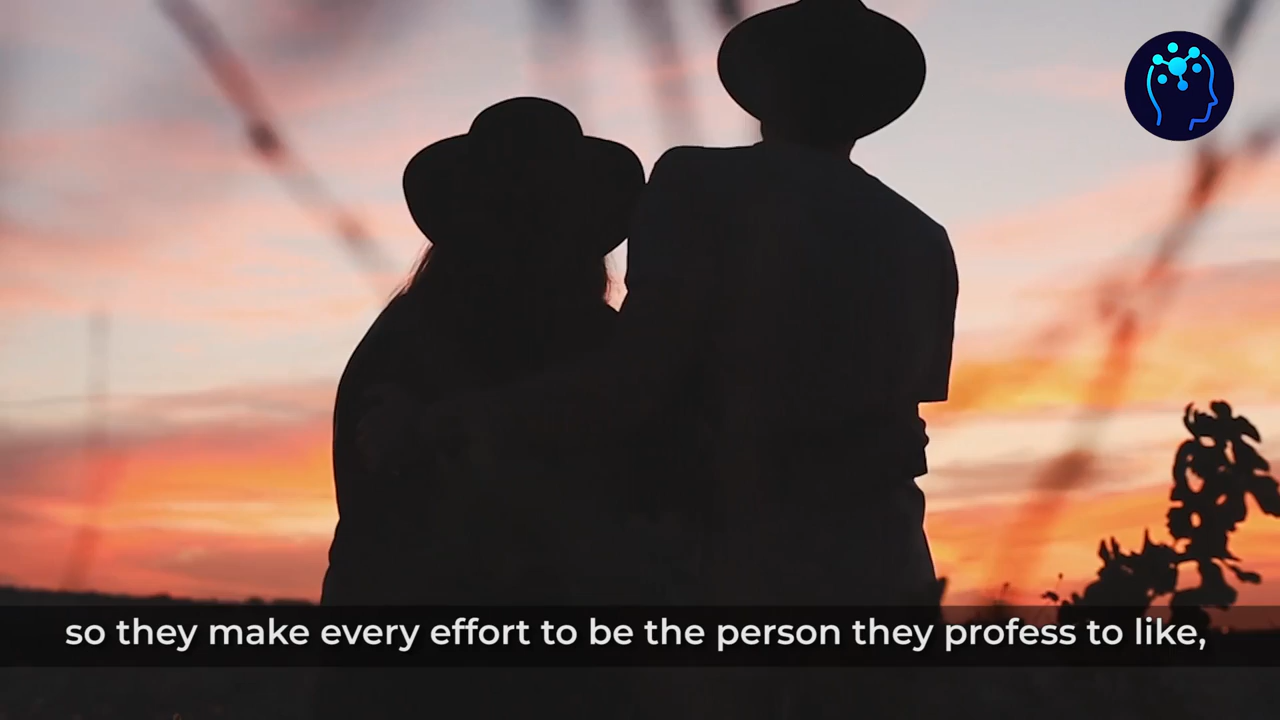 so they make every effort to be the person they profess to like,